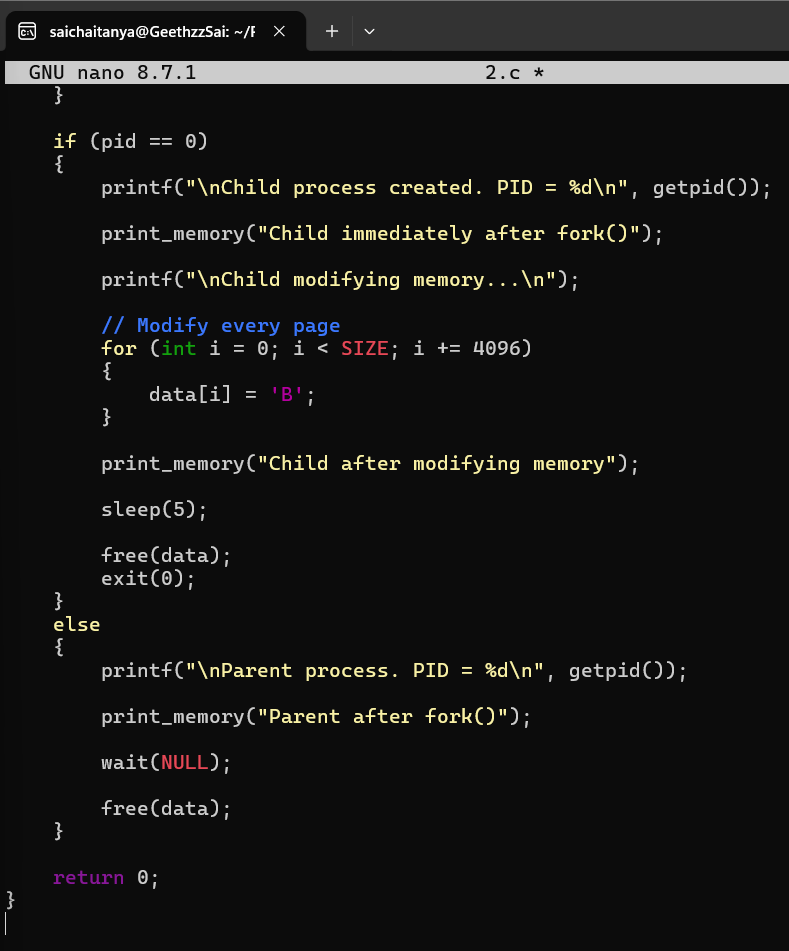 saichaitanya@GeethzzSai: ~/F
GNU nano 8.7.1 2.c *
    }

    if (pid == 0)
    {
        printf("\nChild process created. PID = %d\n", getpid());

        print_memory("Child immediately after fork()");

        printf("\nChild modifying memory...\n");

        // Modify every page
        for (int i = 0; i < SIZE; i += 4096)
        {
            data[i] = 'B';
        }

        print_memory("Child after modifying memory");

        sleep(5);

        free(data);
        exit(0);
    }
    else
    {
        printf("\nParent process. PID = %d\n", getpid());

        print_memory("Parent after fork()");

        wait(NULL);

        free(data);
    }

    return 0;
}